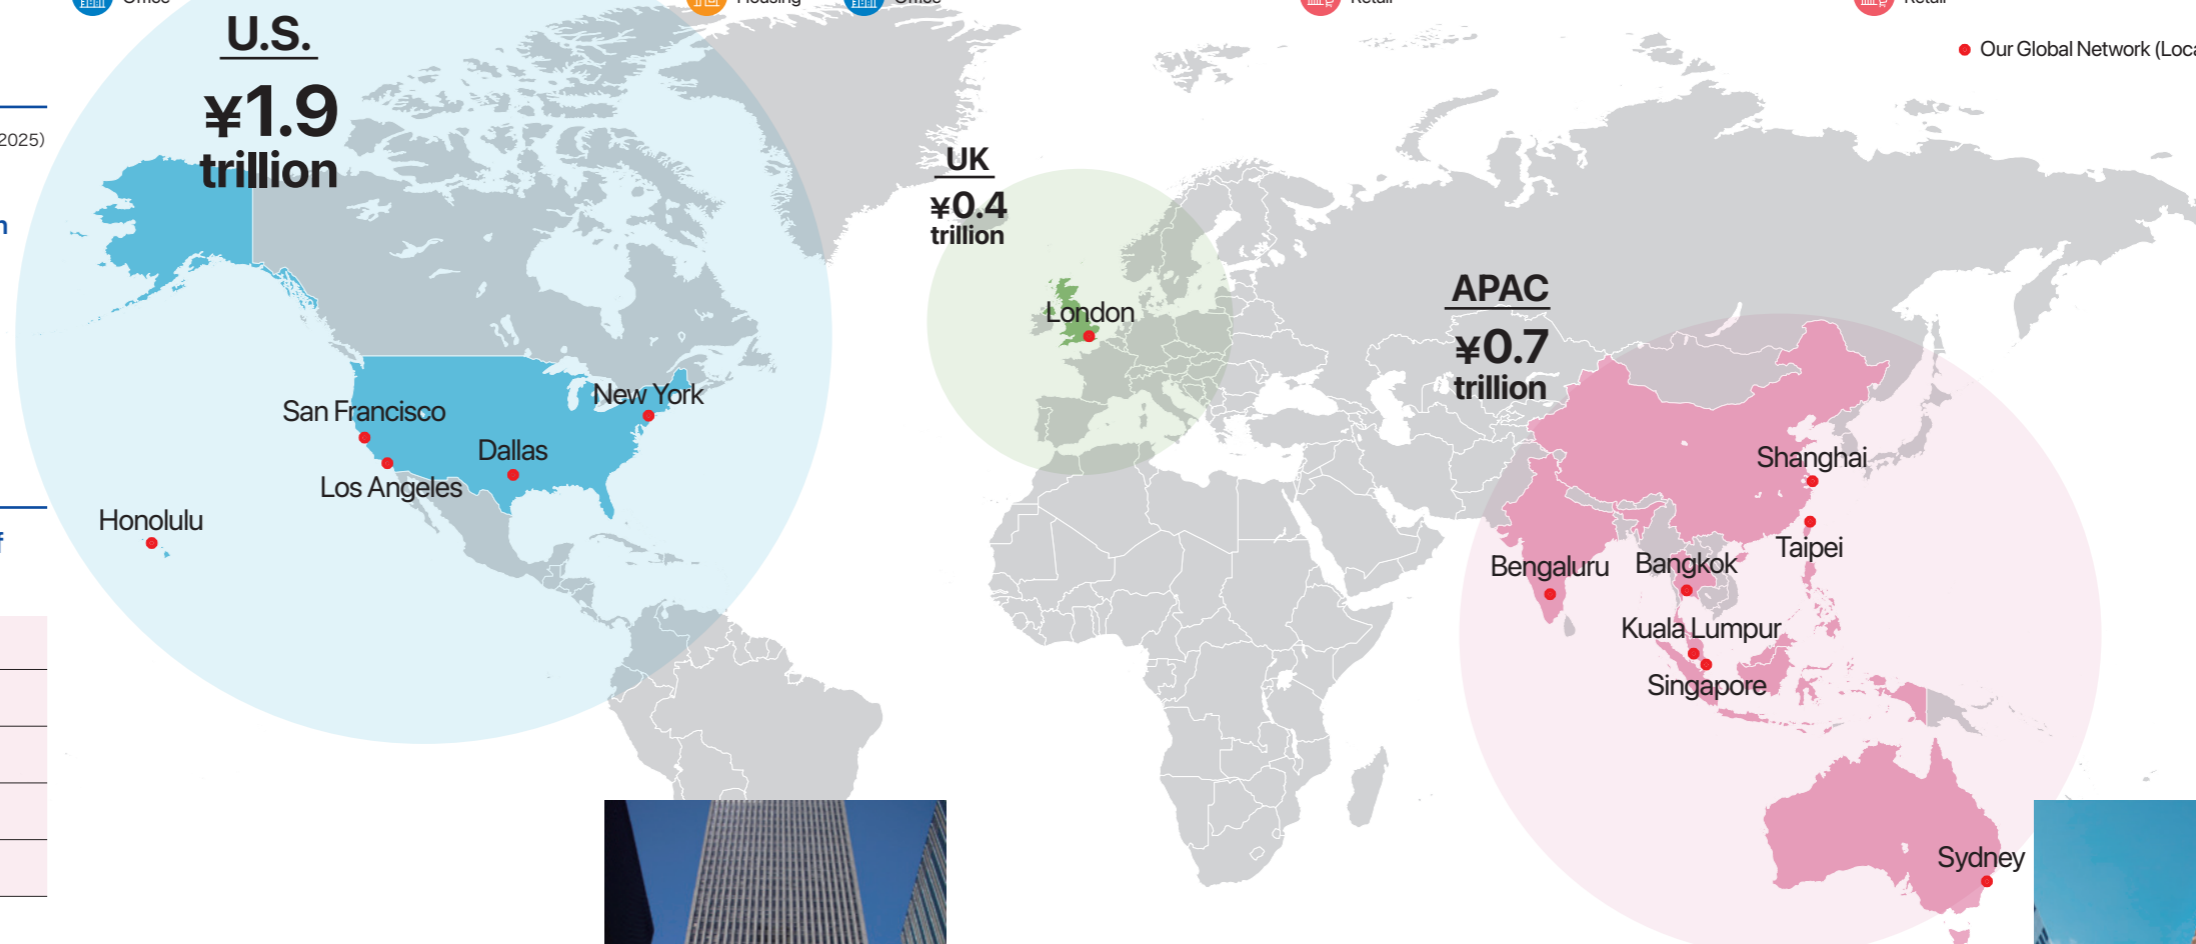 U.S.
¥1.9
trillion
Our Global Network (Loca
2025)
UK
¥0.4
trillion
APAC
¥0.7
trillion
London
New York
San Francisco
Dallas
Los Angeles
Honolulu
Shanghai
Taipei
Bengaluru
Bangkok
Kuala Lumpur
Singapore
Sydney